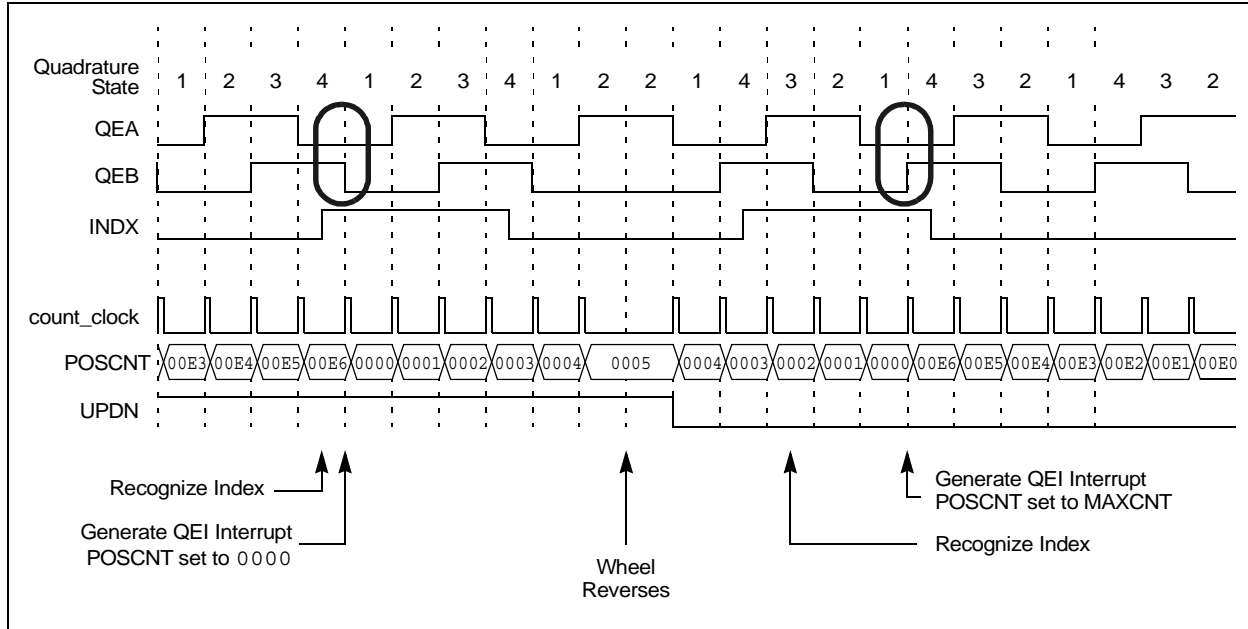 Quadrature
State
1 2 3 4 1 2 3 4 1 2 2 1 4 3 2 1 4 3 2 1 4 3 2
QEA
QEB
INDX
count_clock
POSCNT 00E3 00E4 00E5 00E6 0000 0001 0002 0003 0004 0005 0004 0003 0002 0001 0000 00E6 00E5 00E4 00E3 00E2 00E1 00E0
UPDN
Recognize Index
Generate QEI Interrupt
POSCNT set to 0000
Wheel
Reverses
Generate QEI Interrupt
POSCNT set to MAXCNT
Recognize Index